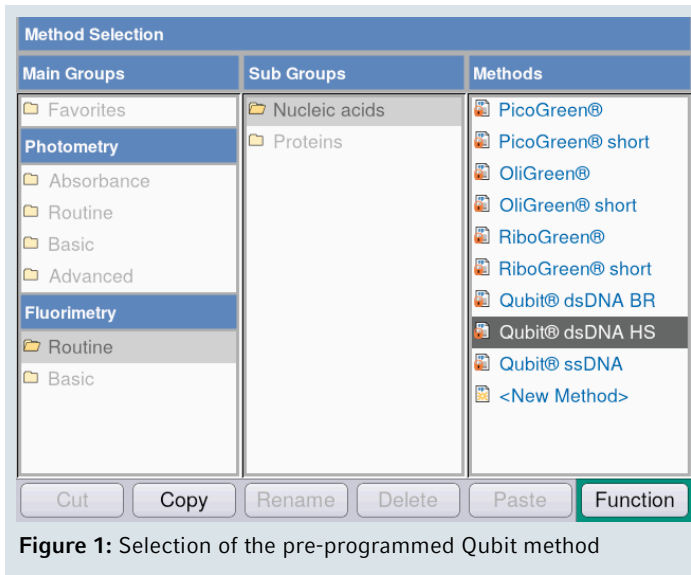 Method Selection
Main Groups
Sub Groups
Methods
Favorites
Photometry
Absorbance
Routine
Basic
Advanced
Fluorimetry
Routine
Basic
Nucleic acids
Proteins
PicoGreen®
PicoGreen® short
OliGreen®
OliGreen® short
RiboGreen®
RiboGreen® short
Qubit® dsDNA BR
Qubit® dsDNA HS
Qubit® ssDNA
<New Method>
Cut
Copy
Rename
Delete
Paste
Function
Figure 1: Selection of the pre-programmed Qubit method